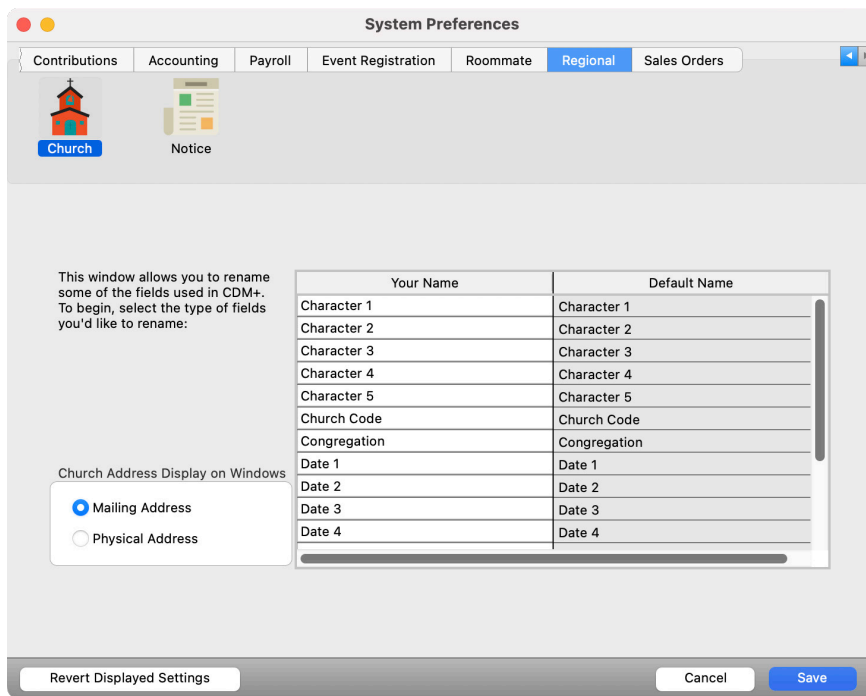 System Preferences
Contributions Accounting Payroll Event Registration Roommate Regional Sales Orders
Church Notice
This window allows you to rename
some of the fields used in CDM+.
To begin, select the type of fields
you'd like to rename:
Your Name Default Name
Character 1 Character 1
Character 2 Character 2
Character 3 Character 3
Character 4 Character 4
Character 5 Character 5
Church Code Church Code
Congregation Congregation
Date 1 Date 1
Date 2 Date 2
Date 3 Date 3
Date 4 Date 4
Church Address Display on Windows
Mailing Address
Physical Address
Revert Displayed Settings Cancel Save